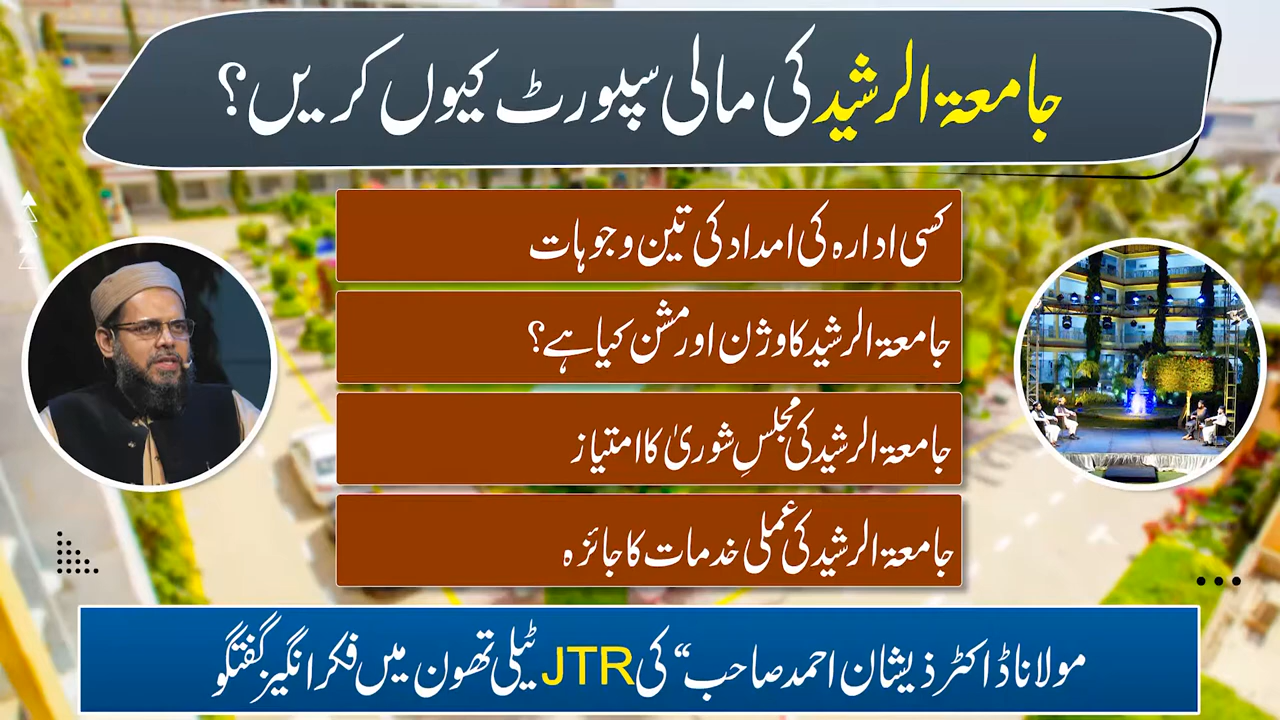 جامعۃ الرشید کی مالی سپورٹ کیوں کریں؟
کسی ادارہ کی امداد کی تین وجوہات
جامعۃ الرشید کا وژن اور مشن کیا ہے؟
جامعۃ الرشید کی مجلسِ شوریٰ کا امتیاز
جامعۃ الرشید کی عملی خدمات کا جائزہ
مولانا ڈاکٹر ذیشان احمد صاحب“ کی JTR ٹیلی تھون میں فکر انگیز گفتگو